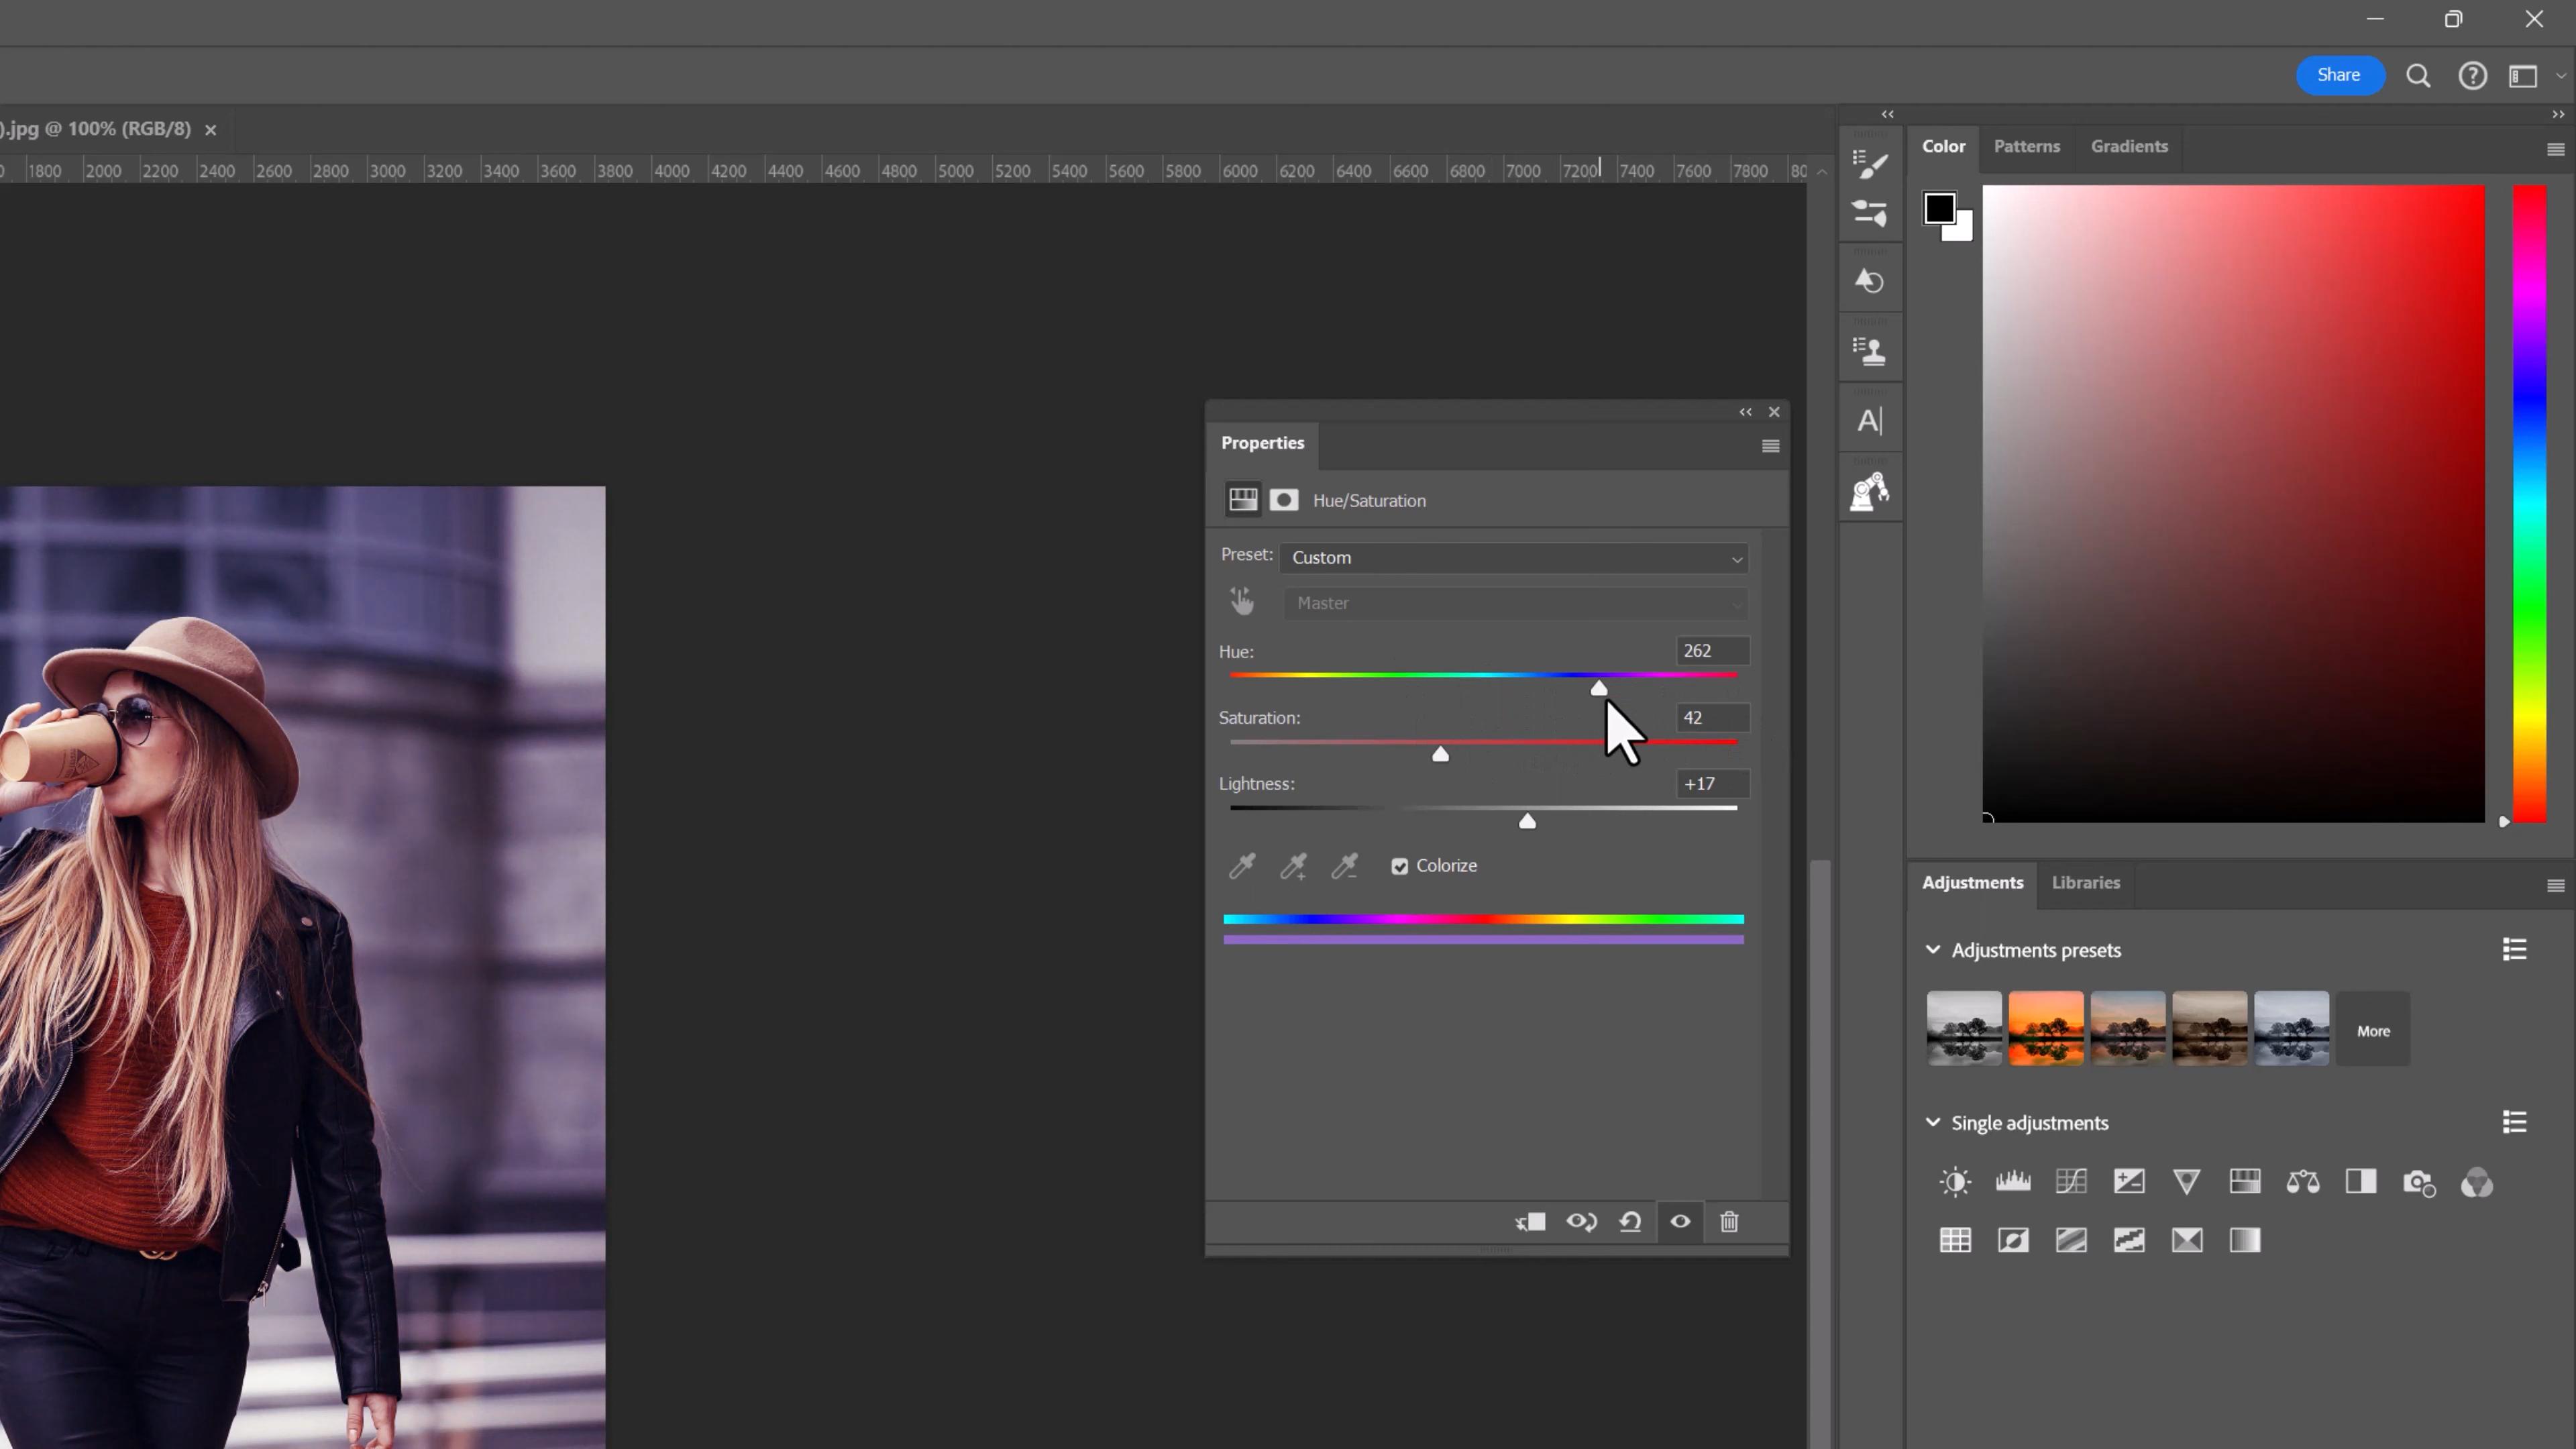 Share
).jpg @ 100% (RGB/8)
1800 2000 2200 2400 2600 2800 3000 3200 3400 3600 3800 4000 4200 4400 4600 4800 5000 5200 5400 5600 5800 6000 6200 6400 6600 6800 7000 7200 7400 7600 7800 80
Color Patterns Gradients
Properties
Hue/Saturation
Preset: Custom
Master
Hue: 262
Saturation: 42
Lightness: +17
Colorize
Adjustments Libraries
Adjustments presets
More
Single adjustments